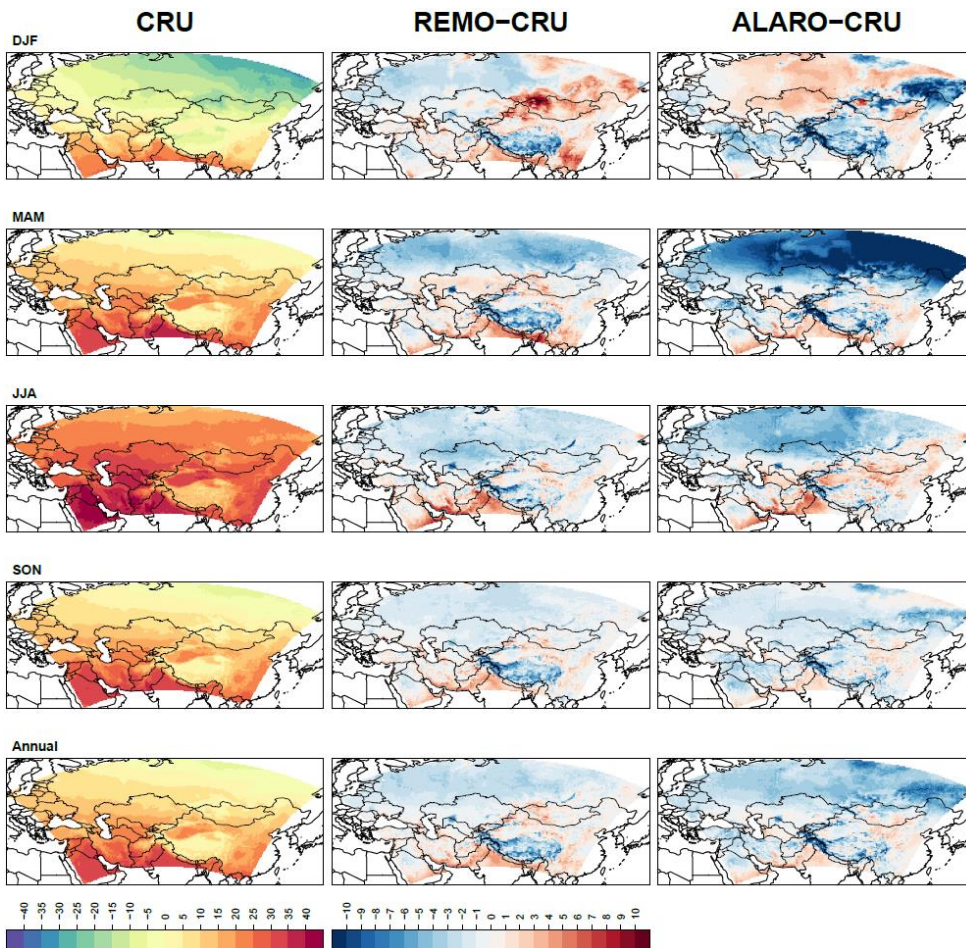 CRU REMO−CRU ALARO−CRU
DJF
MAM
JJA
SON
Annual
−40 −35 −30 −25 −20 −15 −10 −5 0 5 10 15 20 25 30 35 40
−10 −9 −8 −7 −6 −5 −4 −3 −2 −1 0 1 2 3 4 5 6 7 8 9 10